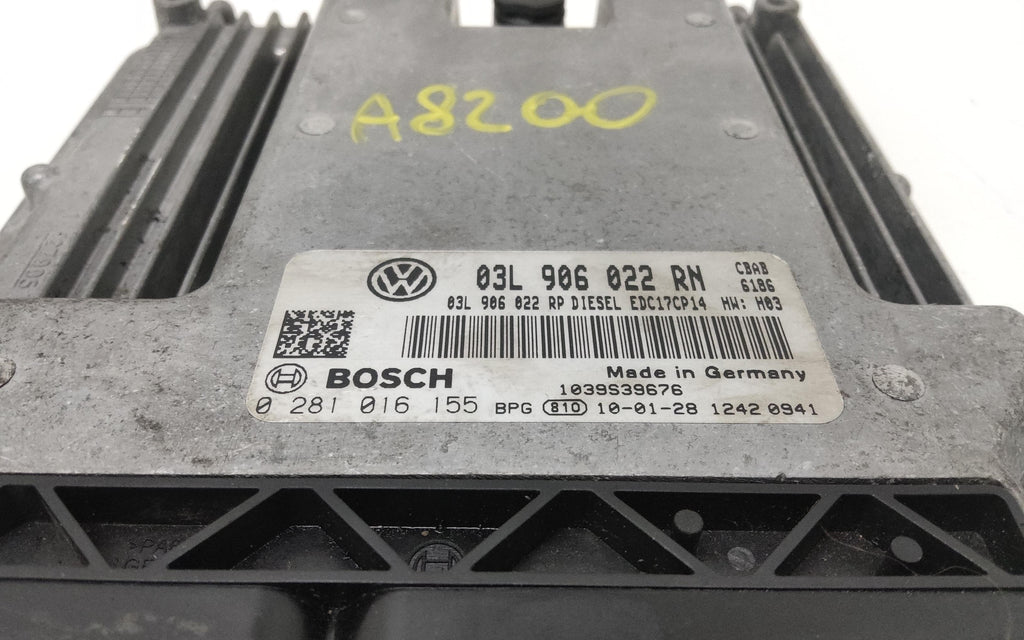 A8200
03L 906 022 RN CBAB
6186
03L 906 022 RP DIESEL EDC17CP14 HW: H03
BOSCH
Made in Germany
1039S39676
0 281 016 155 BPG 810 10-01-28 1242 0941